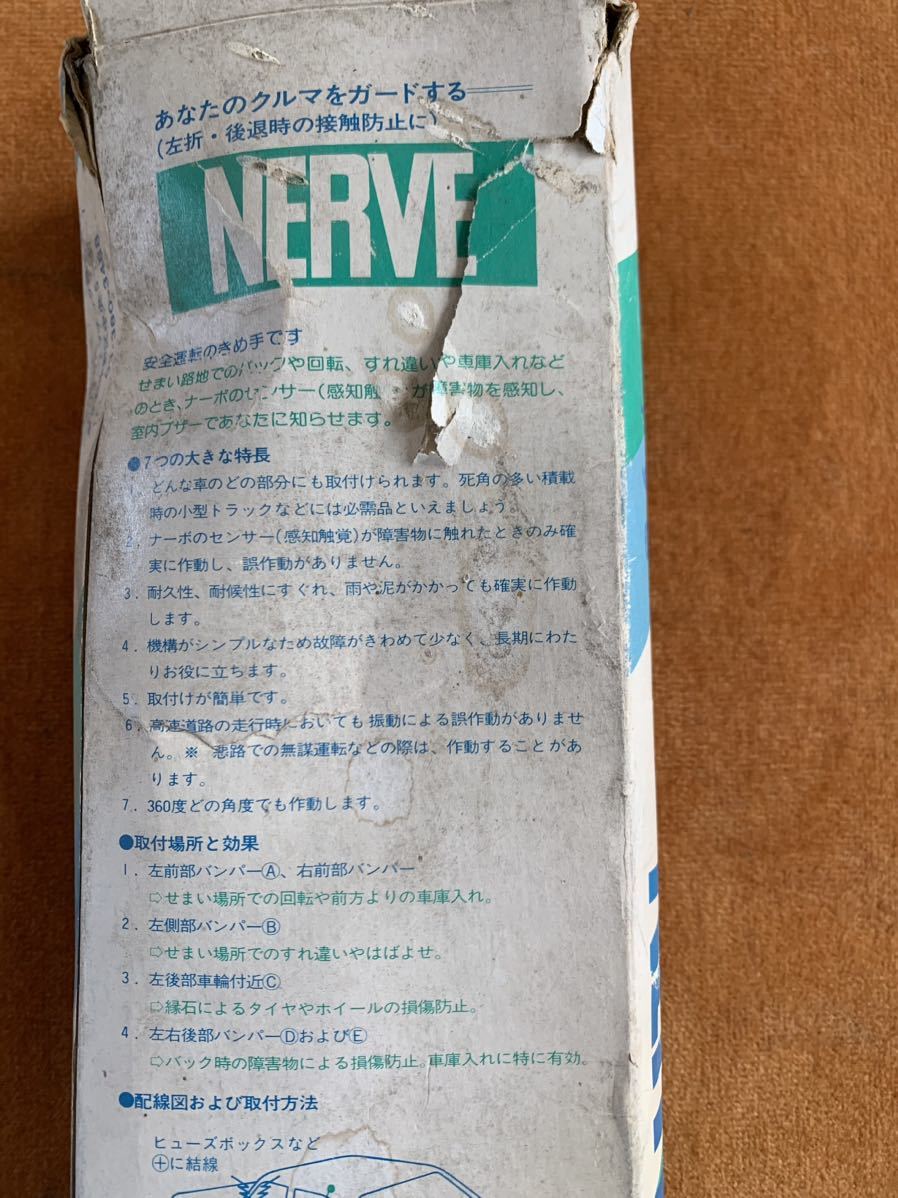 あなたのクルマをガードする
(左折・後退時の接触防止に)
NERVE
安全運転のきめ手です
せまい路地でのバックや回転、すれ違いや車庫入れなど
のとき、ナーボのセンサー(感知触 が障害物を感知し、
室内ブザーであなたに知らせます。
●7つの大きな特長
どんな車のどの部分にも取付けられます。死角の多い積載
時の小型トラックなどには必需品といえましょう。
2. ナーボのセンサー(感知触覚)が障害物に触れたときのみ確
実に作動し、誤作動がありません。
3. 耐久性、耐候性にすぐれ、雨や泥がかかっても確実に作動
します。
4. 機構がシンプルなため故障がきわめて少なく、長期にわた
りお役に立ちます。
5. 取付けが簡単です。
6. 高速道路の走行時においても振動による誤作動がありませ
ん。※ 悪路での無謀運転などの際は、作動することがあ
ります。
7. 360度どの角度でも作動します。
●取付場所と効果
1. 左前部バンパーⒶ、右前部バンパー
⇨せまい場所での回転や前方よりの車庫入れ。
2. 左側部バンパーⒷ
⇨せまい場所でのすれ違いやはばよせ。
3. 左後部車輪付近Ⓒ
⇨縁石によるタイヤやホイールの損傷防止。
4. 左右後部バンパーⒹおよびⒺ
⇨バック時の障害物による損傷防止。車庫入れに特に有効。
●配線図および取付方法
ヒューズボックスなど
⊕に結線